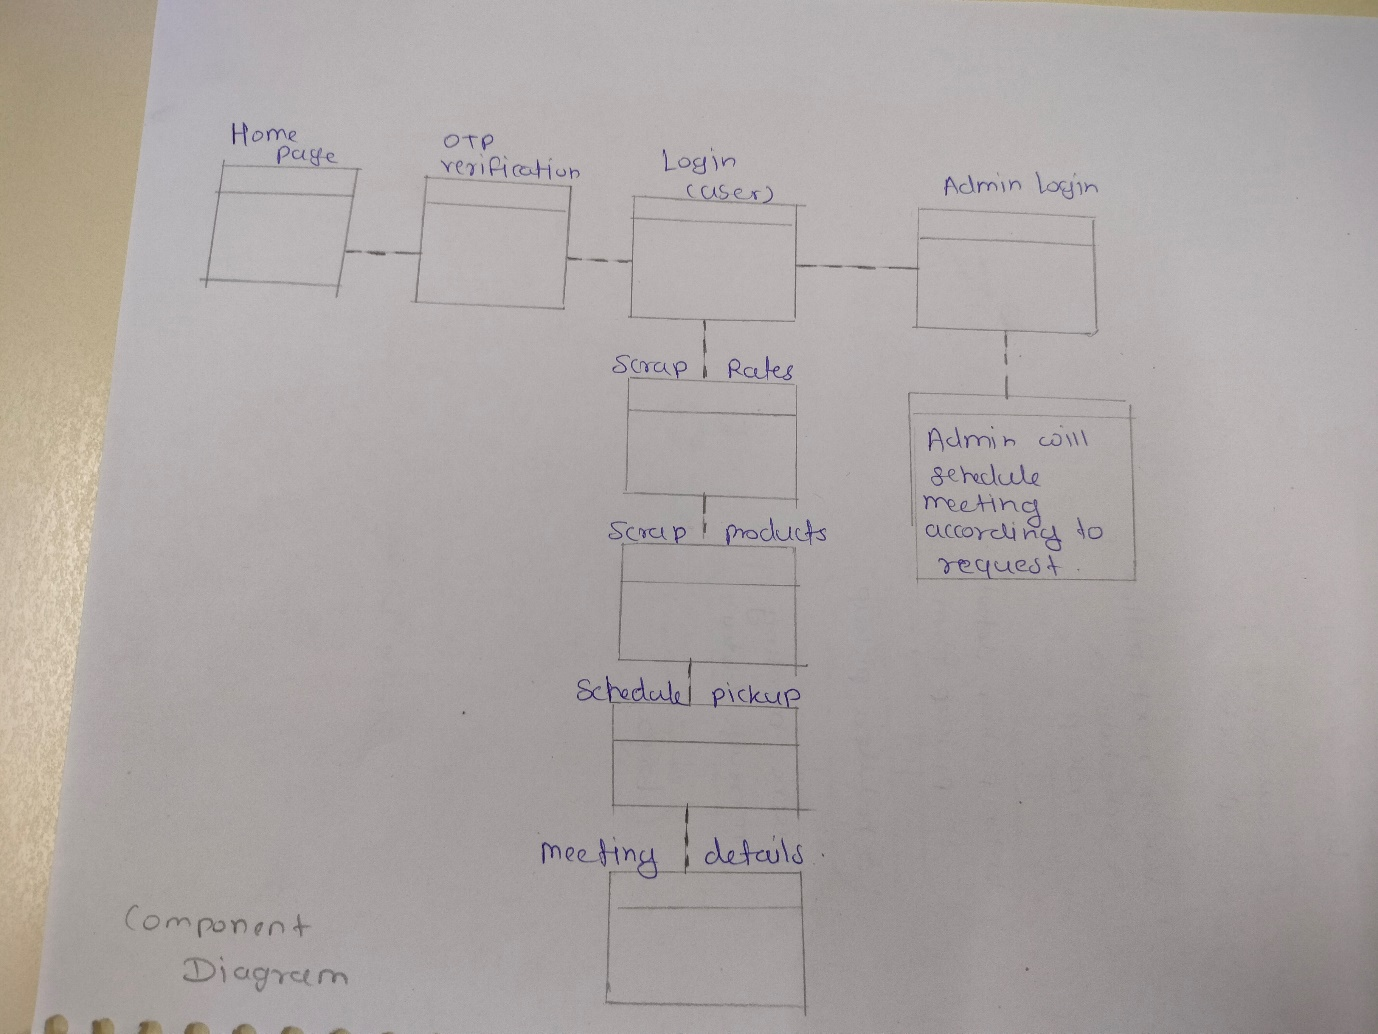 Home
page
OTP
verification
Login
(user)
Admin Login
Scrap Rates
Admin will
schedule
meeting
according to
request.
Scrap products
Schedule pickup
meeting details.
Component
Diagram